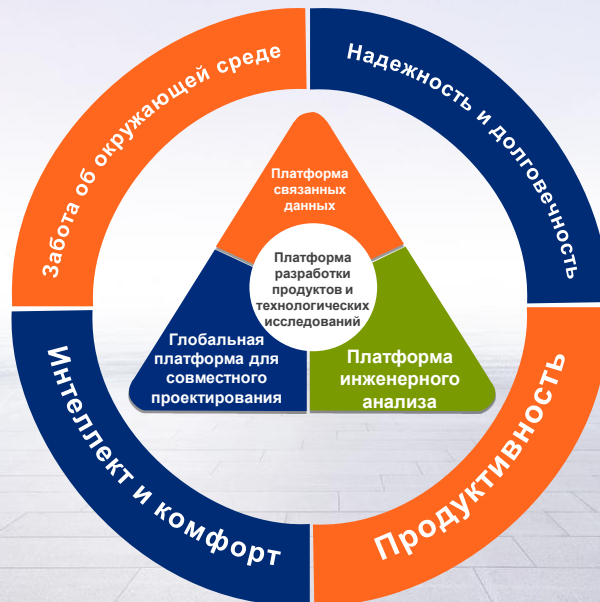 Забота об окружающей среде
Надежность и долговечность
Платформа
связанных
данных
Платформа
разработки
продуктов и
технологических
исследований
Глобальная
платформа для
совместного
проектирования
Платформа
инженерного
анализа
Интеллект и комфорт
Продуктивность